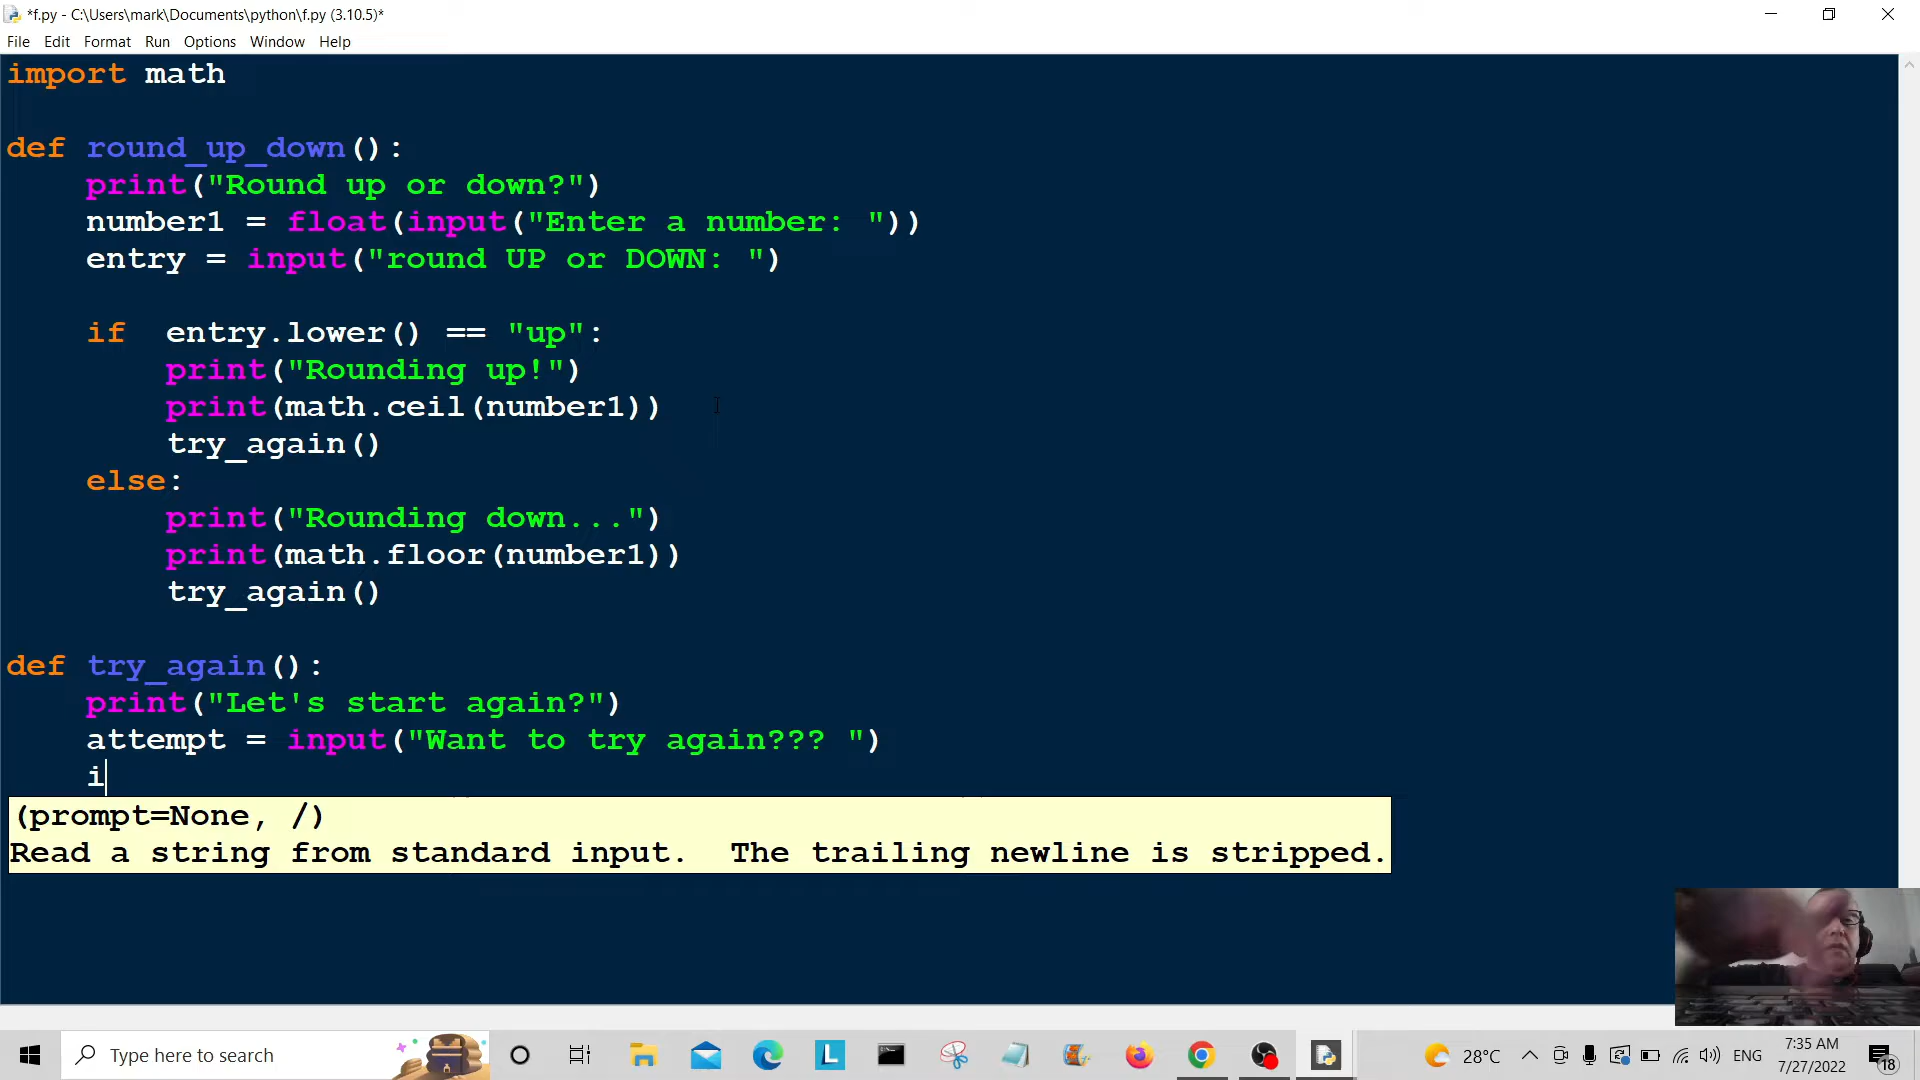 *f.py - C:\Users\mark\Documents\python\f.py (3.10.5)*
File Edit Format Run Options Window Help
import math
def round_up_down():
    print("Round up or down?")
    number1 = float(input("Enter a number: "))
    entry = input("round UP or DOWN: ")
    if  entry.lower() == "up":
        print("Rounding up!")
        print(math.ceil(number1))
        try_again()
    else:
        print("Rounding down...")
        print(math.floor(number1))
        try_again()
def try_again():
    print("Let's start again?")
    attempt = input("Want to try again??? ")
    i
(prompt=None, /)
Read a string from standard input.  The trailing newline is stripped.
Type here to search
L
28°C
ENG
7:35 AM
7/27/2022
18